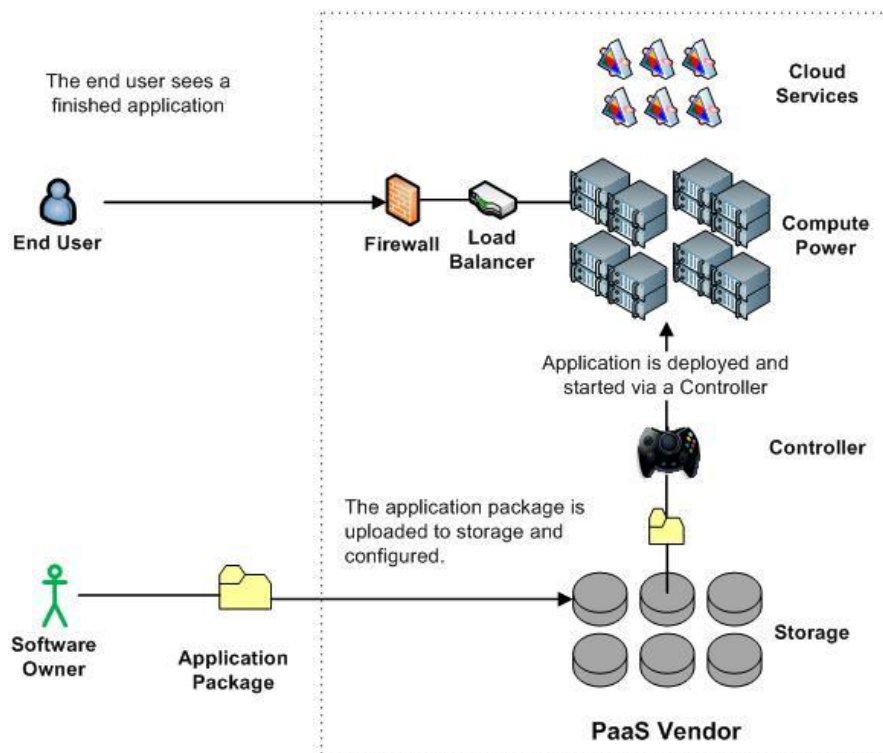 The end user sees a
finished application
Cloud
Services
End User
Firewall
Load
Balancer
Compute
Power
Application is deployed and
started via a Controller
Controller
The application package is
uploaded to storage and
configured.
Software
Owner
Application
Package
Storage
PaaS Vendor